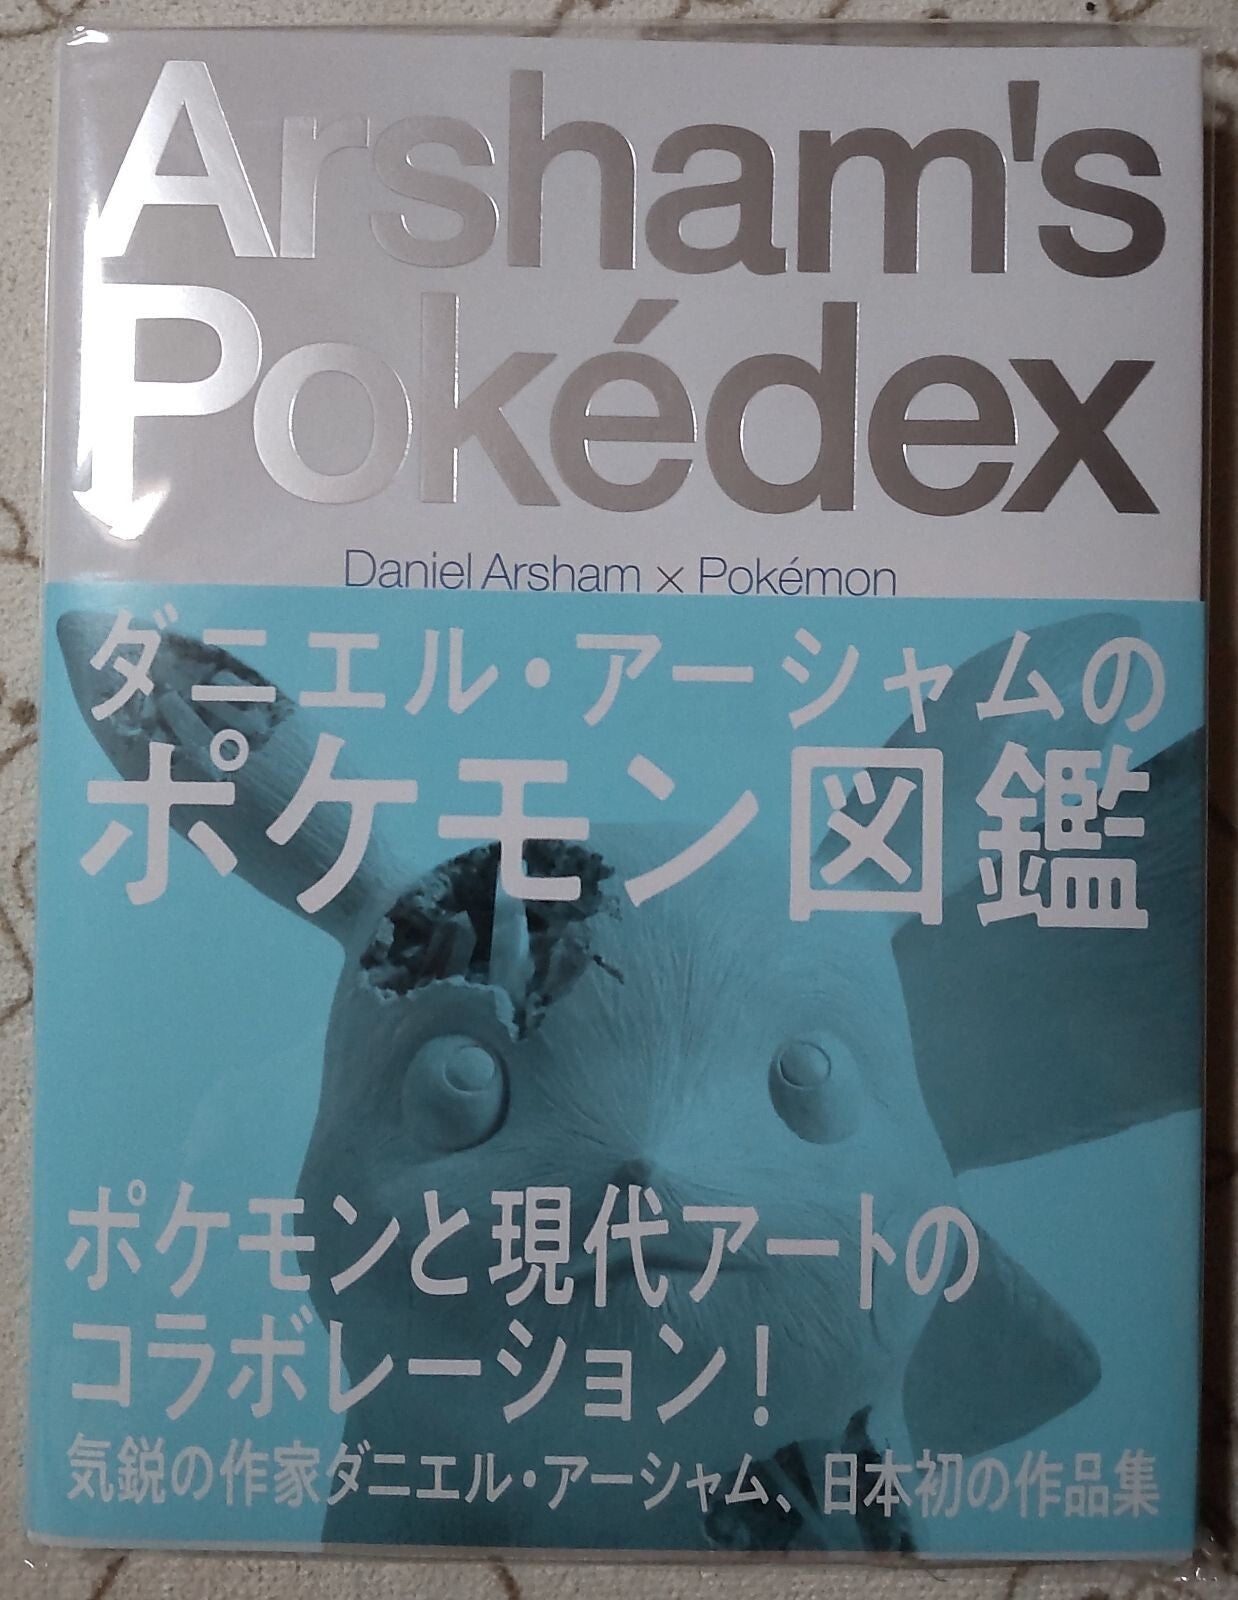 Arsham's
Pokédex
Daniel Arsham × Pokémon
ダニエル・アーシャムの
ポケモン図鑑
ポケモンと現代アートの
コラボレーション!
気鋭の作家ダニエル・アーシャム、日本初の作品集